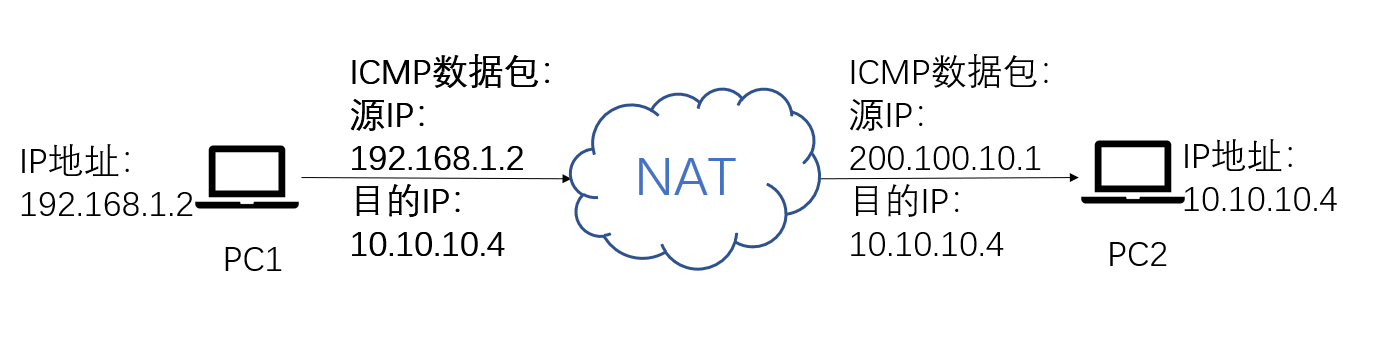 IP地址：
192.168.1.2
PC1
ICMP数据包：
源IP：
192.168.1.2
目的IP：
10.10.10.4
NAT
ICMP数据包：
源IP：
200.100.10.1
目的IP：
10.10.10.4
PC2
IP地址：
10.10.10.4